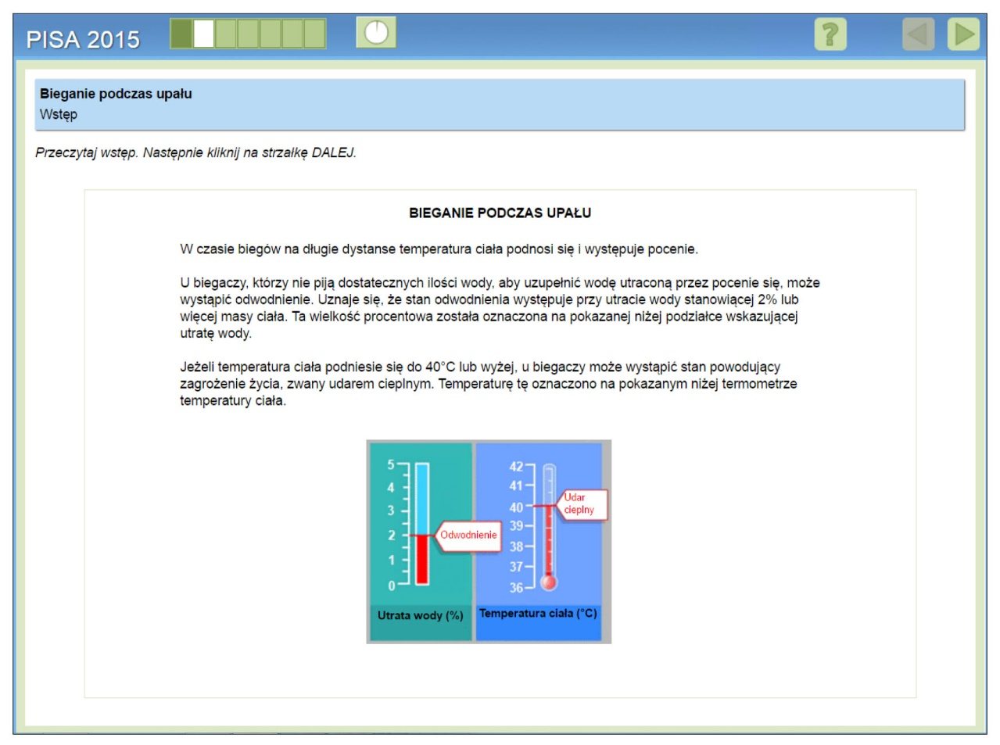 PISA 2015
?
Bieganie podczas upału
Wstęp
Przeczytaj wstęp. Następnie kliknij na strzałkę DALEJ.
BIEGANIE PODCZAS UPAŁU
W czasie biegów na długie dystanse temperatura ciała podnosi się i występuje pocenie.
U biegaczy, którzy nie piją dostatecznych ilości wody, aby uzupełnić wodę utraconą przez pocenie się, może
wystąpić odwodnienie. Uznaje się, że stan odwodnienia występuje przy utracie wody stanowiącej 2% lub
więcej masy ciała. Ta wielkość procentowa została oznaczona na pokazanej niżej podziałce wskazującej
utratę wody.
Jeżeli temperatura ciała podniesie się do 40°C lub wyżej, u biegaczy może wystąpić stan powodujący
zagrożenie życia, zwany udarem cieplnym. Temperaturę tę oznaczono na pokazanym niżej termometrze
temperatury ciała.
5
4
3
2
1
0
Odwodnienie
Utrata wody (%)
42
41
40
39
38
37
36
Udar
cieplny
Temperatura ciała (°C)